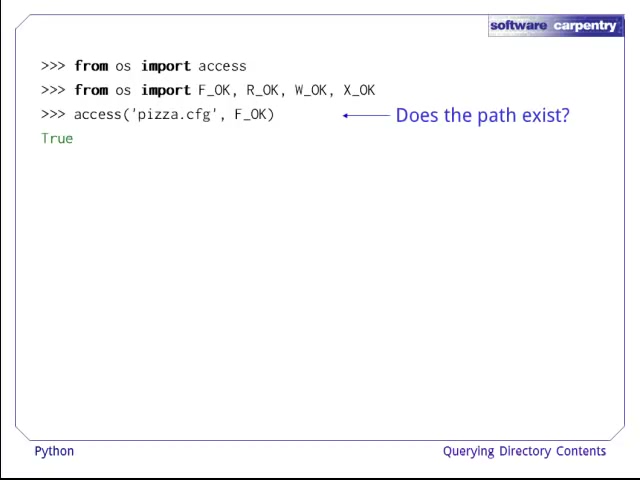 software carpentry
>>> from os import access
>>> from os import F_OK, R_OK, W_OK, X_OK
>>> access('pizza.cfg', F_OK)
Does the path exist?
True
Python
Querying Directory Contents